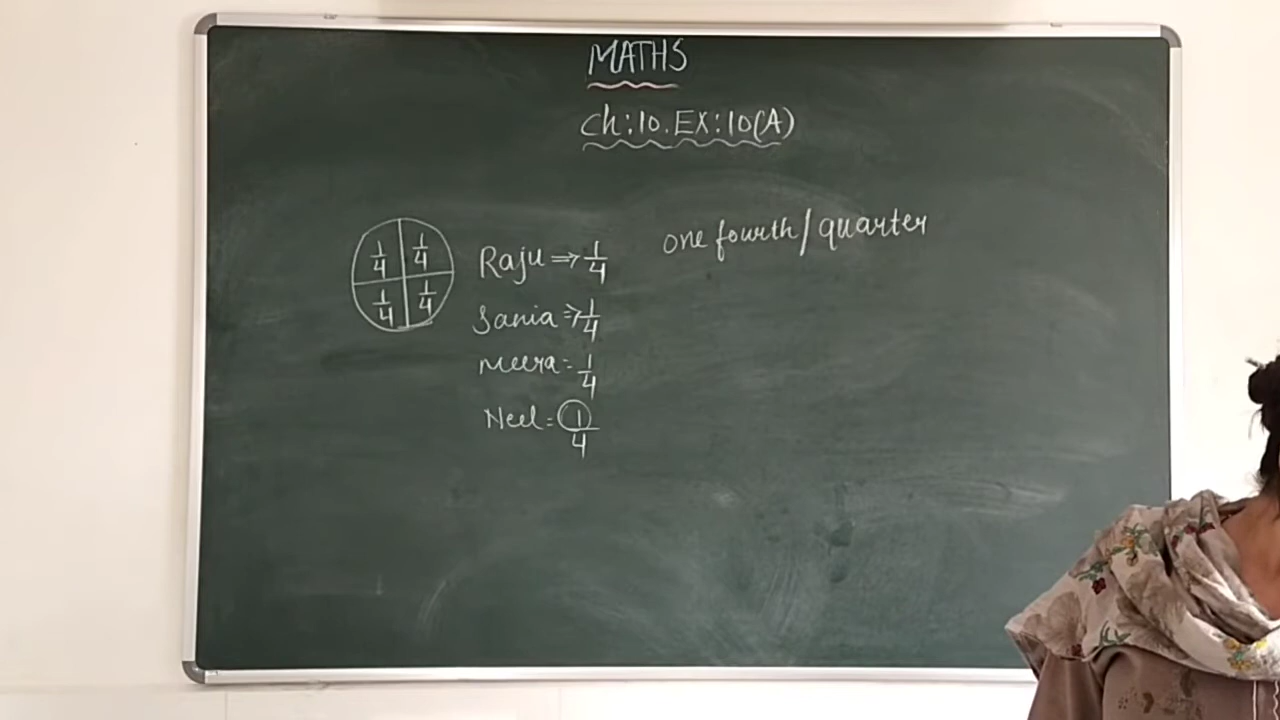 MATHS
Ch:10.EX:10(A)
1/4 1/4
1/4 1/4
Raju ⇒ 1/4
Sania ⇒ 1/4
Meera = 1/4
Neel = 1/4
one fourth/quarter